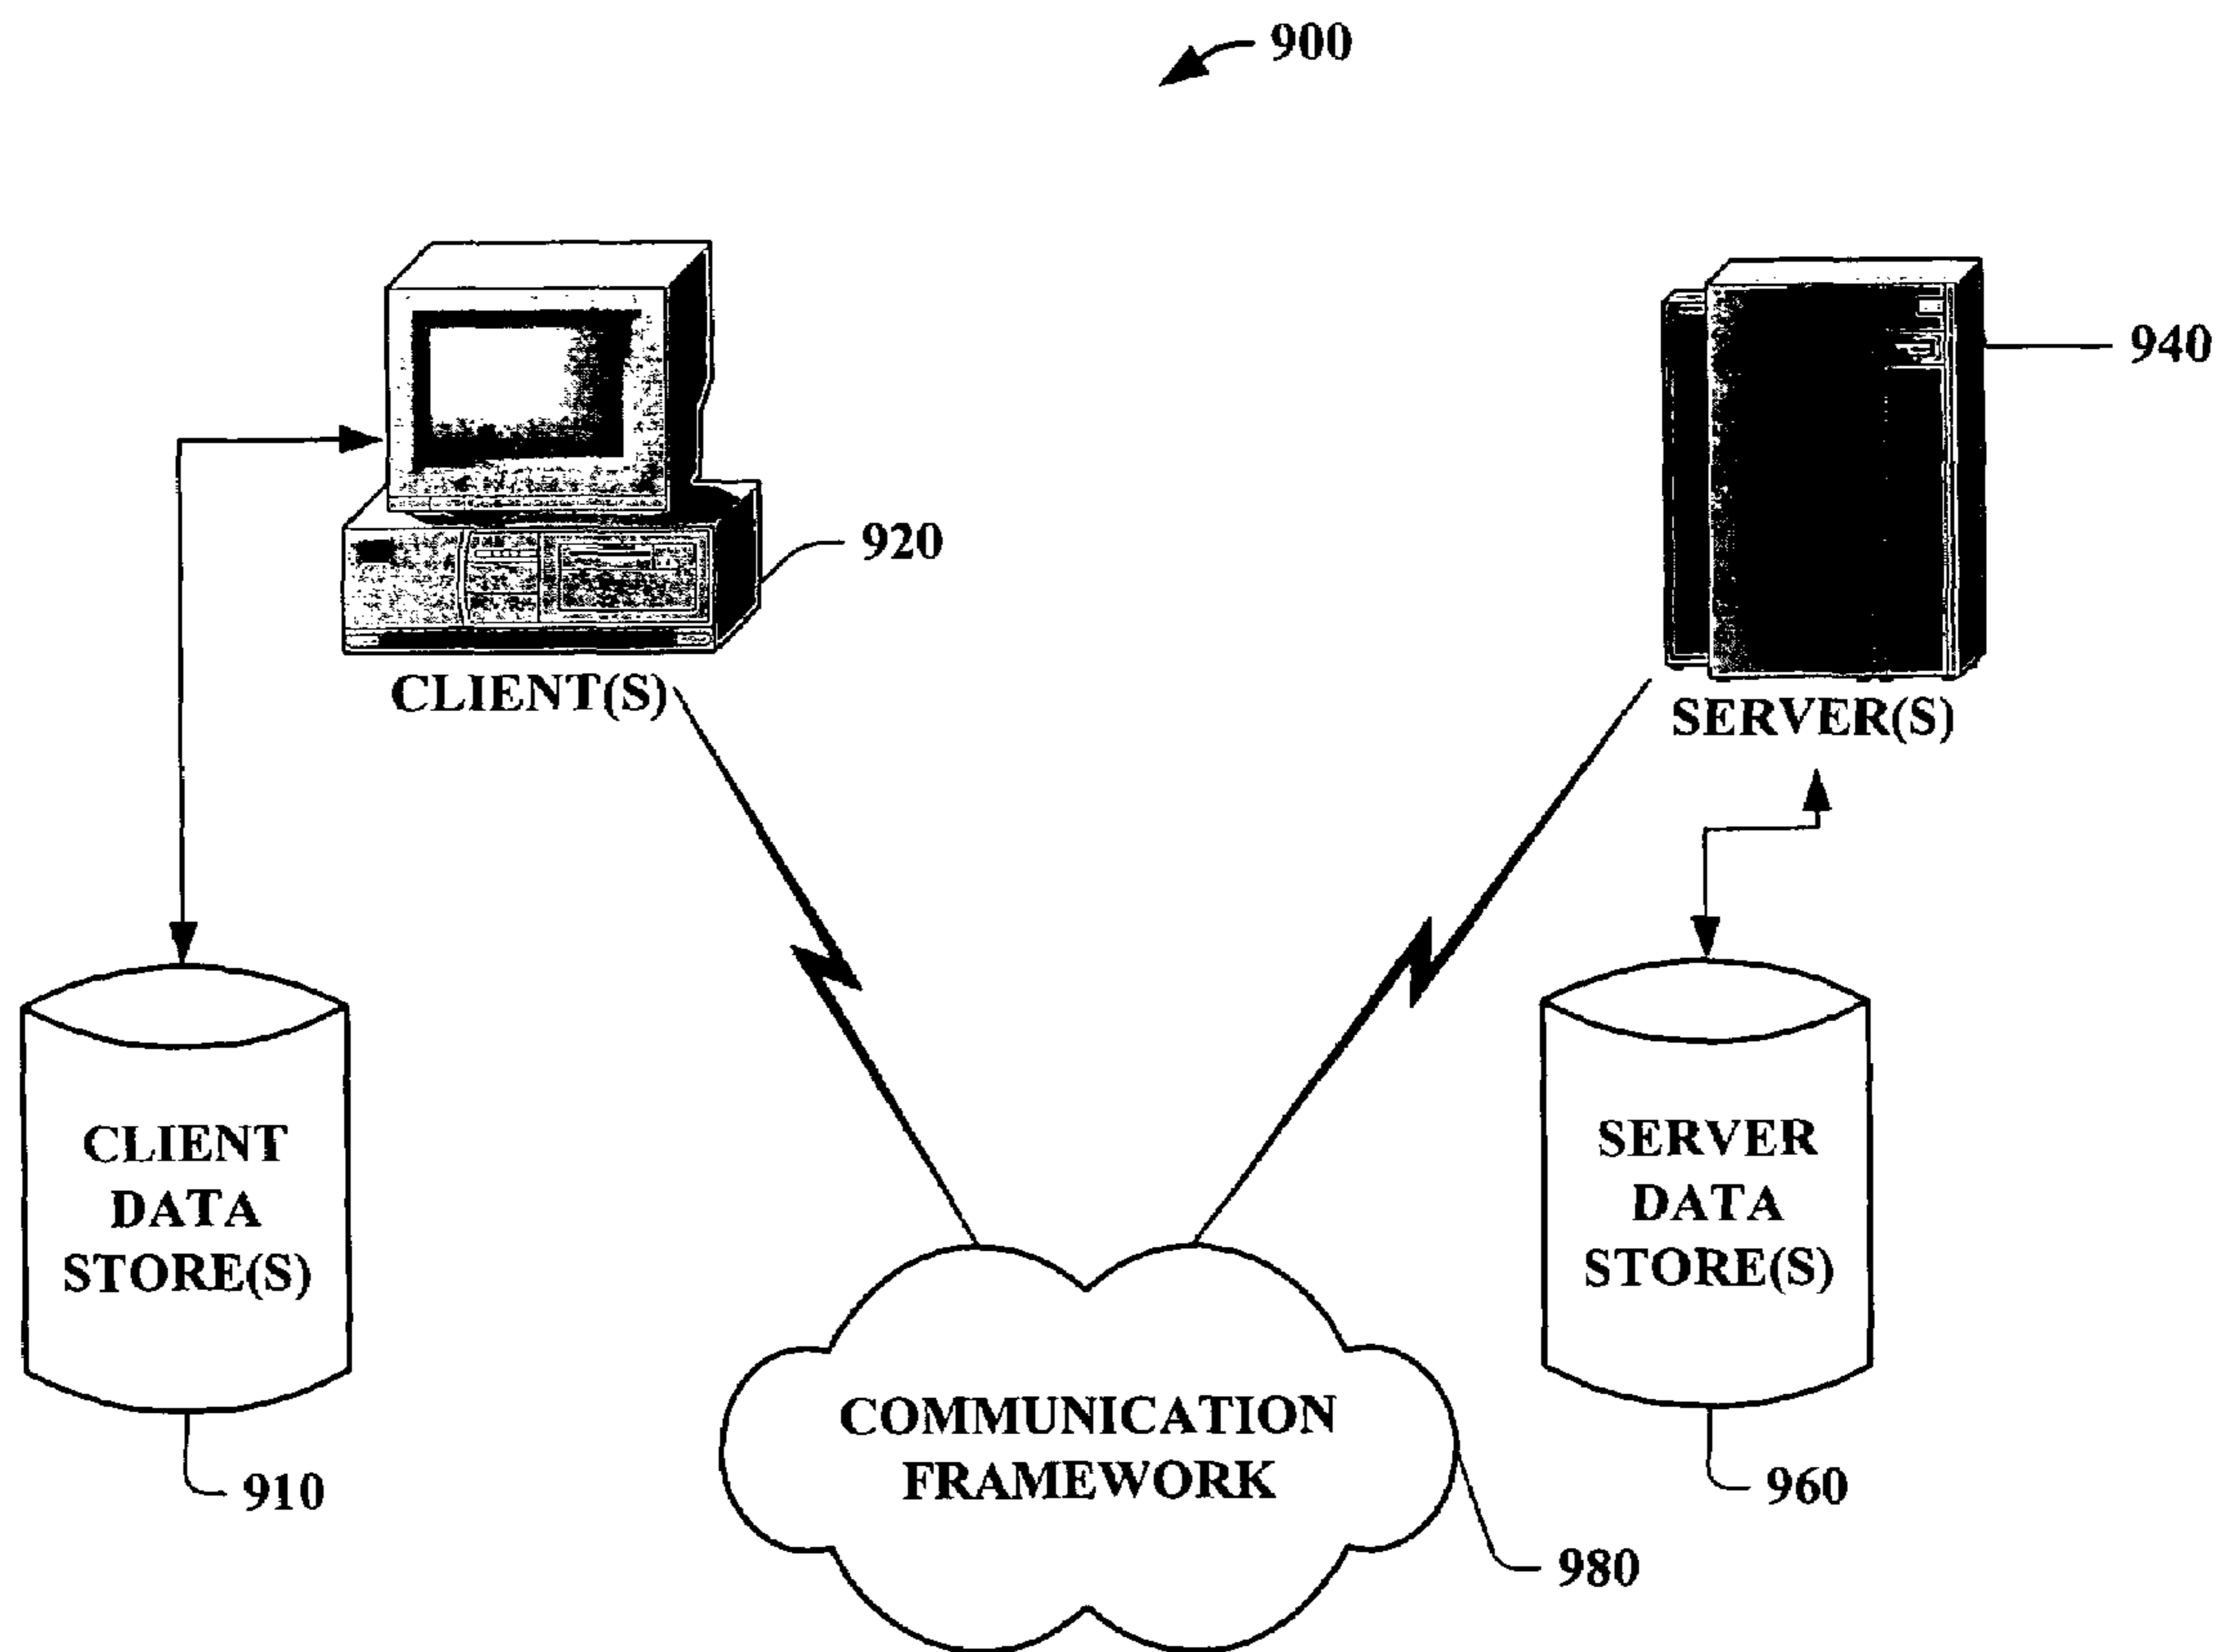 900
940
920
CLIENT(S)
SERVER(S)
CLIENT
DATA
STORE(S)
SERVER
DATA
STORE(S)
COMMUNICATION
FRAMEWORK
910
960
980